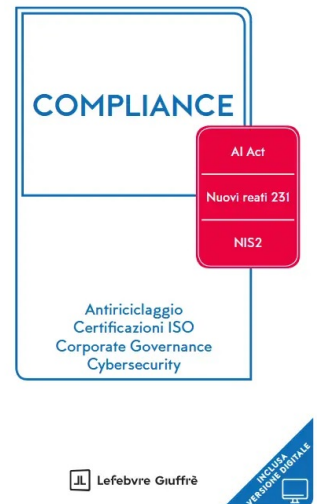 COMPLIANCE
AI Act
Nuovi reati 231
NIS2
Antiriciclaggio
Certificazioni ISO
Corporate Governance
Cybersecurity
Lefebvre Giuffrè
INCLUSA
VERSIONE DIGITALE